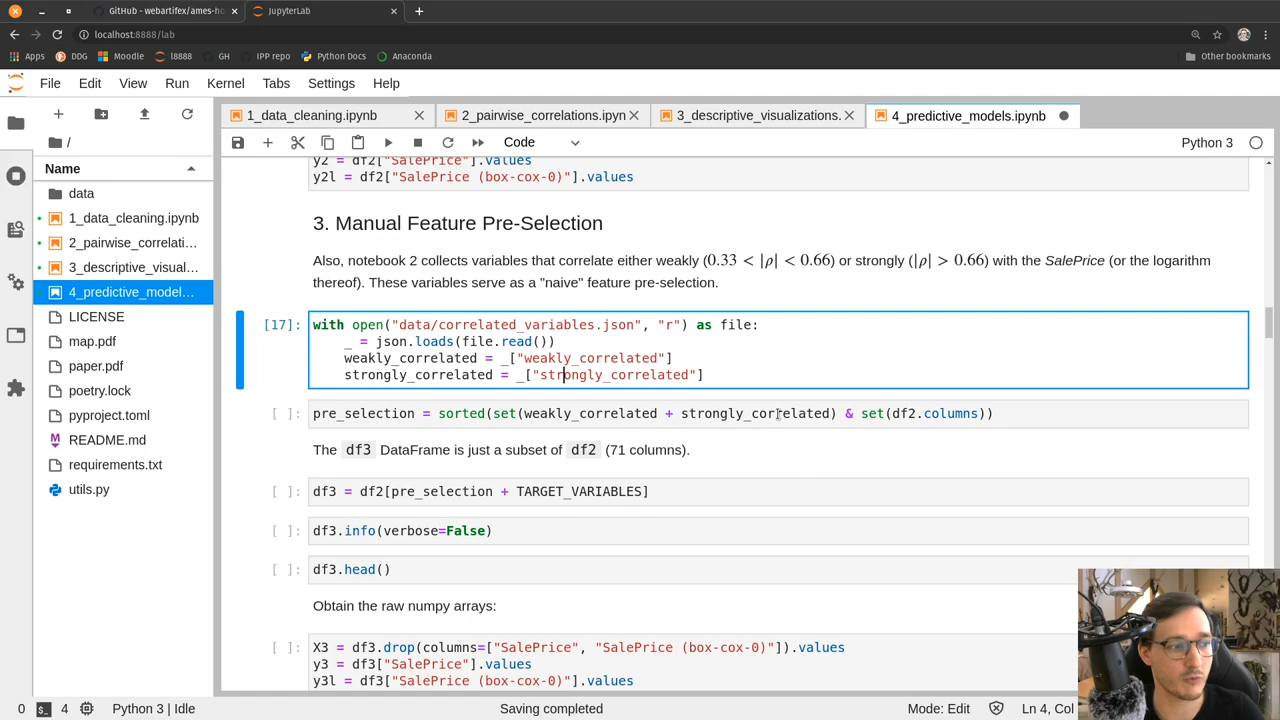 GitHub - webartifex/ames-ho
JupyterLab
localhost:8888/lab
Apps DDG Moodle l8888 GH IPP repo Python Docs Anaconda Other bookmarks
File Edit View Run Kernel Tabs Settings Help
1_data_cleaning.ipynb 2_pairwise_correlations.ipyn 3_descriptive_visualizations. 4_predictive_models.ipynb
Code Python 3
/
Name
data
1_data_cleaning.ipynb
2_pairwise_correlati...
3_descriptive_visual...
4_predictive_model...
LICENSE
map.pdf
paper.pdf
poetry.lock
pyproject.toml
README.md
requirements.txt
utils.py
y2 = df2["SalePrice"].values
y2l = df2["SalePrice (box-cox-0)"].values
3. Manual Feature Pre-Selection
Also, notebook 2 collects variables that correlate either weakly (0.33 < |ρ| < 0.66) or strongly (|ρ| > 0.66) with the SalePrice (or the logarithm
thereof). These variables serve as a "naive" feature pre-selection.
[17]: with open("data/correlated_variables.json", "r") as file:
_ = json.loads(file.read())
weakly_correlated = _["weakly_correlated"]
strongly_correlated = _["strongly_correlated"]
[ ]: pre_selection = sorted(set(weakly_correlated + strongly_correlated) & set(df2.columns))
The df3 DataFrame is just a subset of df2 (71 columns).
[ ]: df3 = df2[pre_selection + TARGET_VARIABLES]
[ ]: df3.info(verbose=False)
[ ]: df3.head()
Obtain the raw numpy arrays:
[ ]: X3 = df3.drop(columns=["SalePrice", "SalePrice (box-cox-0)"]).values
y3 = df3["SalePrice"].values
y3l = df3["SalePrice (box-cox-0)"].values
0 4 Python 3 | Idle Saving completed Mode: Edit Ln 4, Col